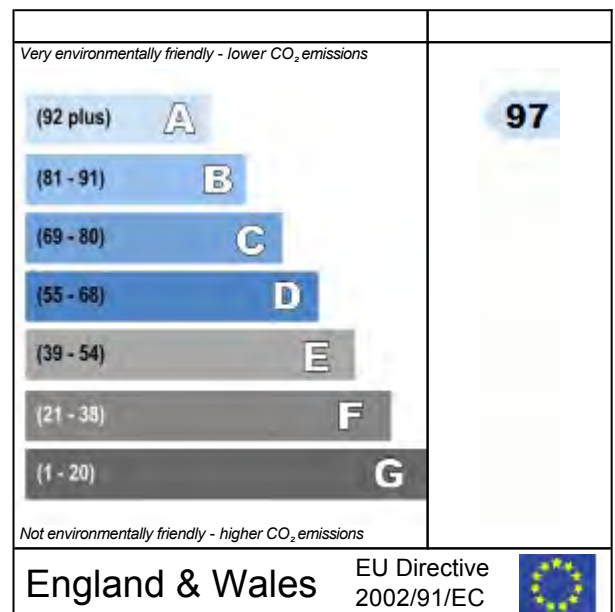 Very environmentally friendly - lower CO₂ emissions
(92 plus) A
97
(81 - 91) B
(69 - 80) C
(55 - 68) D
(39 - 54) E
(21 - 38) F
(1 - 20) G
Not environmentally friendly - higher CO₂ emissions
England & Wales
EU Directive
2002/91/EC